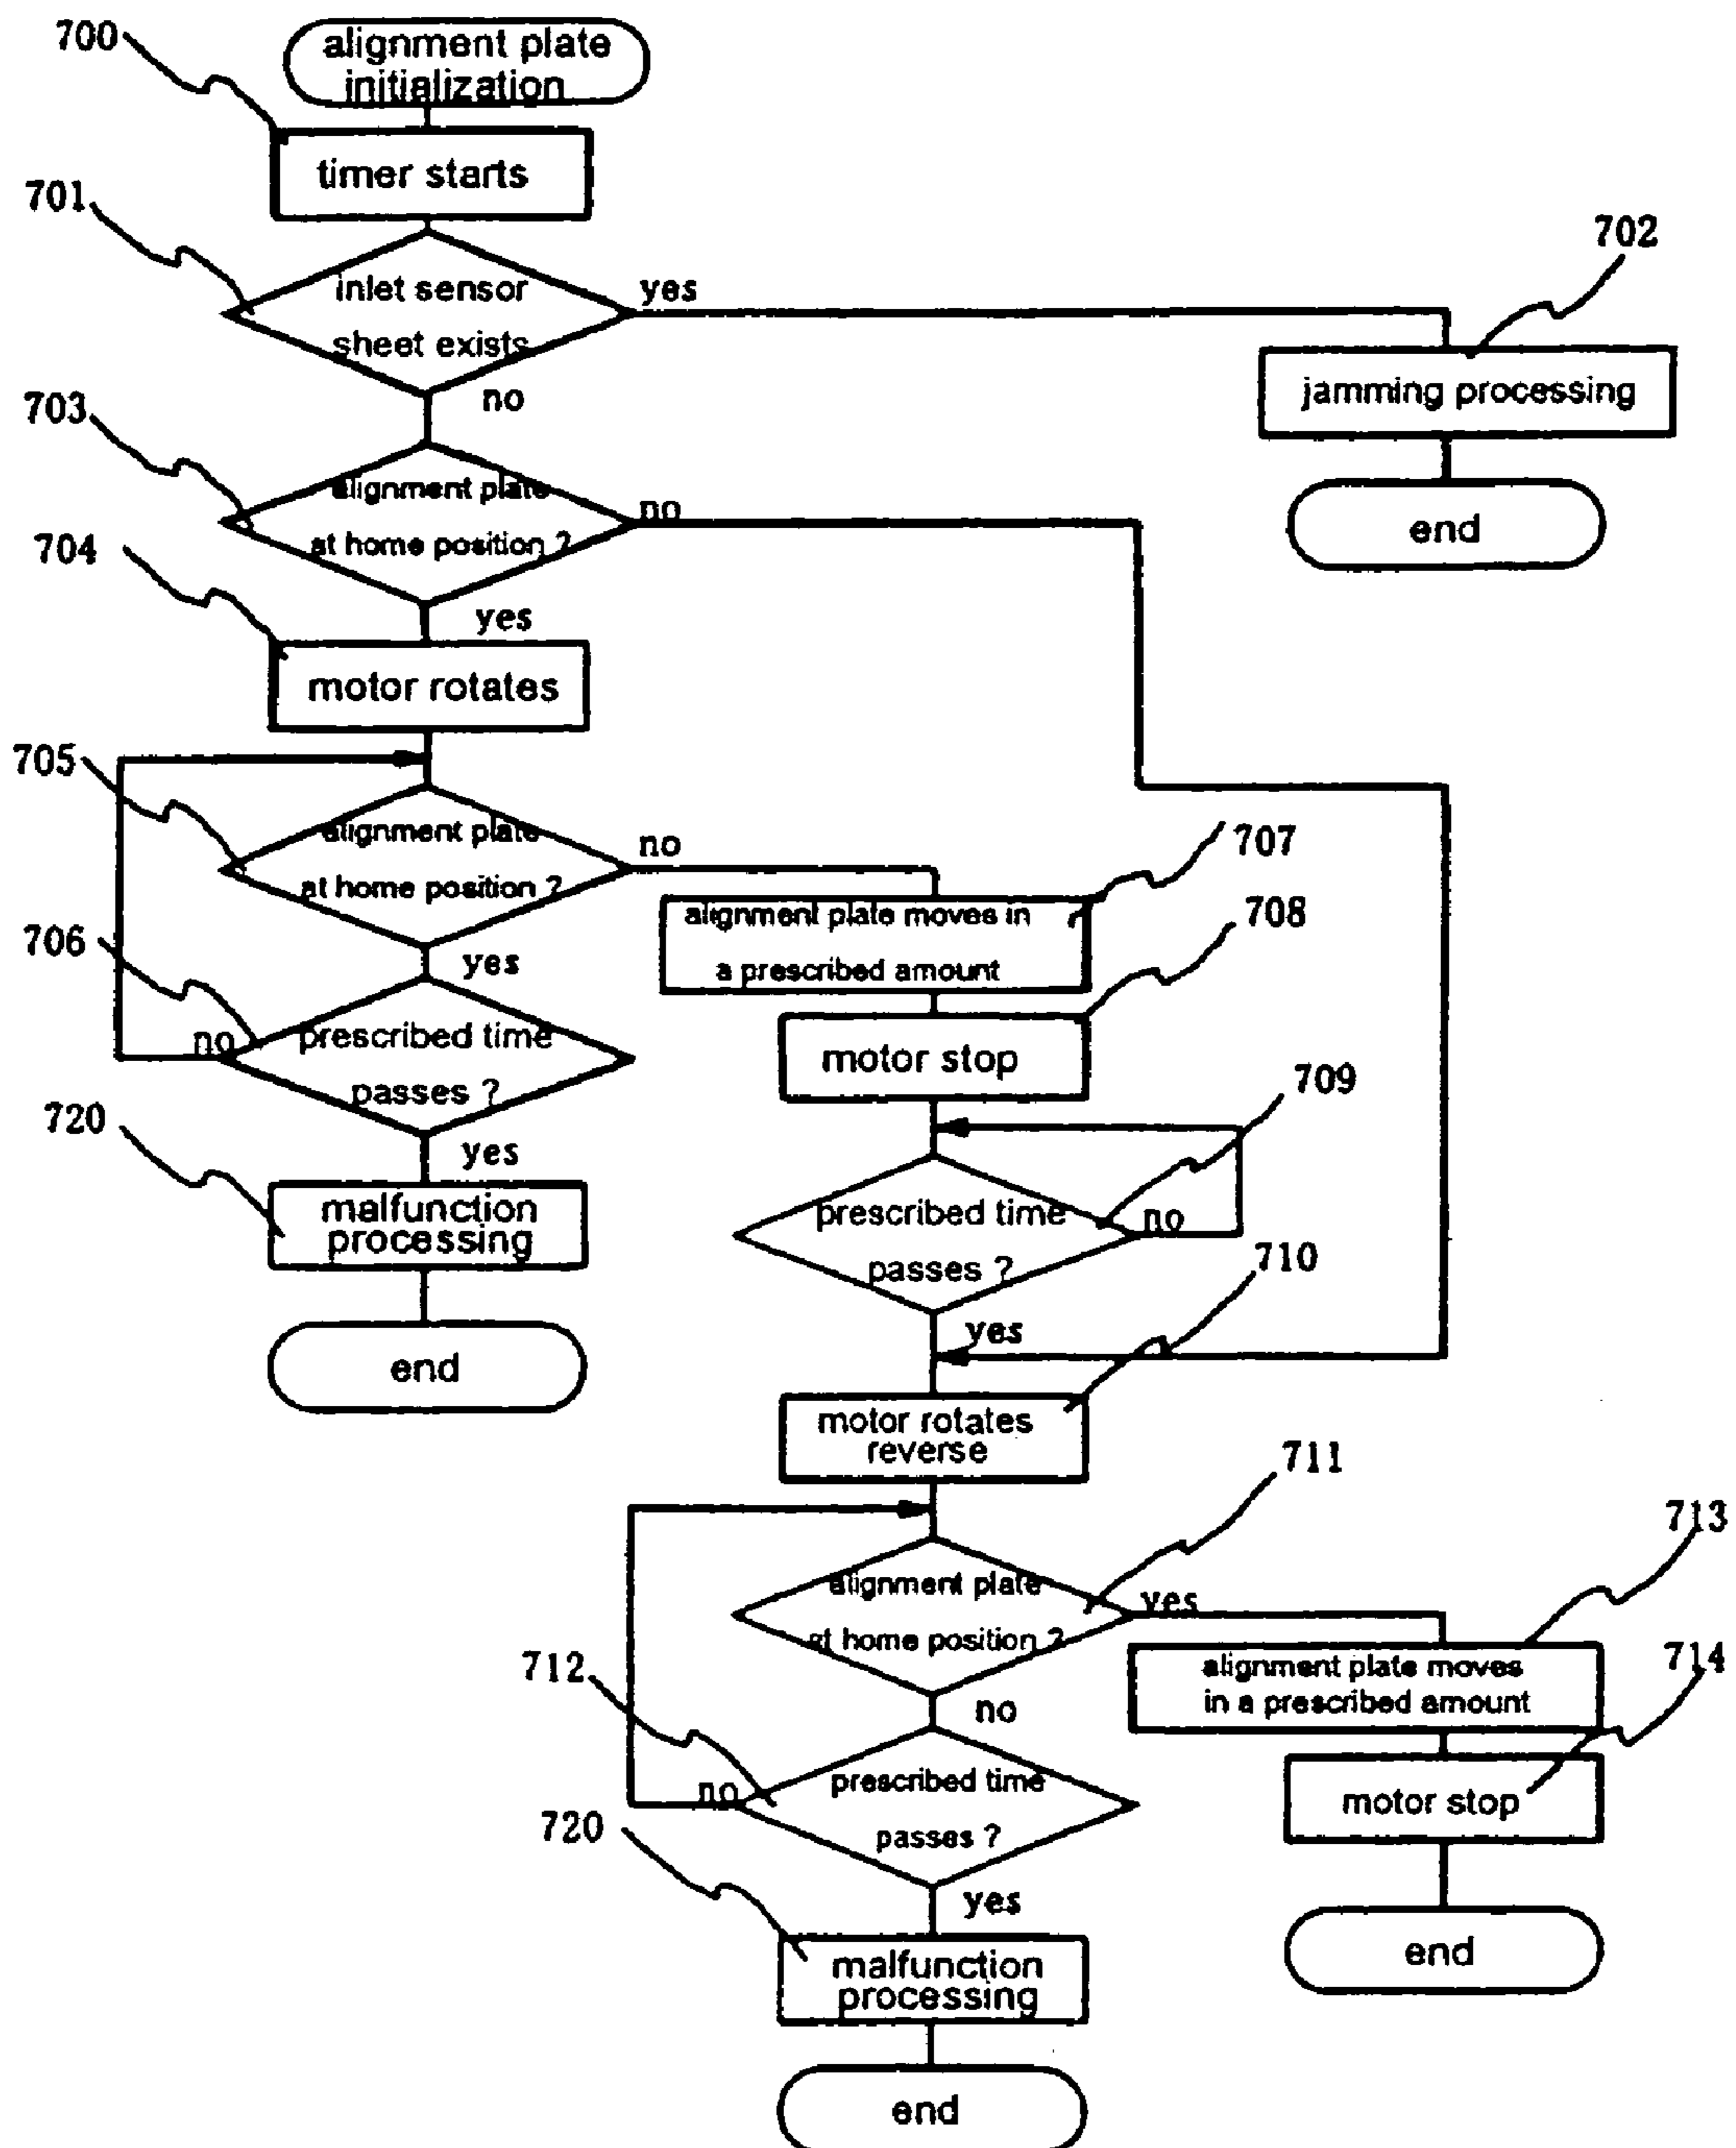 700
alignment plate
initialization
timer starts
701
inlet sensor
sheet exists
yes
no
702
jamming processing
end
703
alignment plate
at home position ?
no
yes
704
motor rotates
705
alignment plate
at home position ?
no
yes
706
prescribed time
passes ?
no
yes
720
malfunction
processing
end
707
alignment plate moves in
a prescribed amount
708
motor stop
709
prescribed time
passes ?
no
yes
710
motor rotates
reverse
711
alignment plate
at home position ?
yes
no
712
prescribed time
passes ?
no
yes
720
malfunction
processing
end
713
alignment plate moves
in a prescribed amount
714
motor stop
end